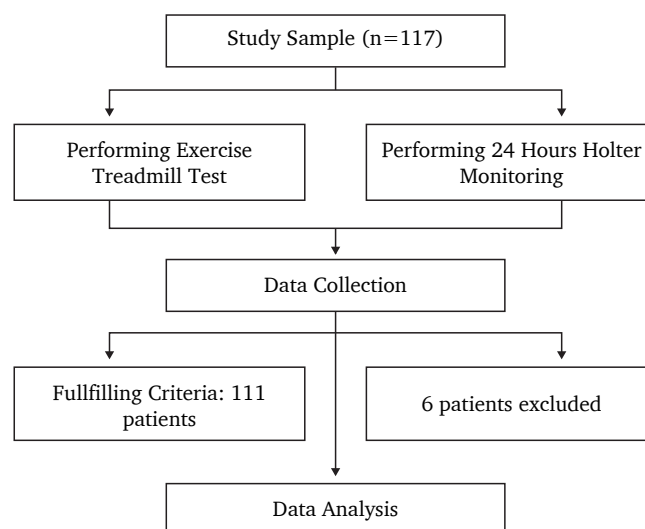 Study Sample (n=117)
Performing Exercise
Treadmill Test
Performing 24 Hours Holter
Monitoring
Data Collection
Fullfilling Criteria: 111
patients
6 patients excluded
Data Analysis